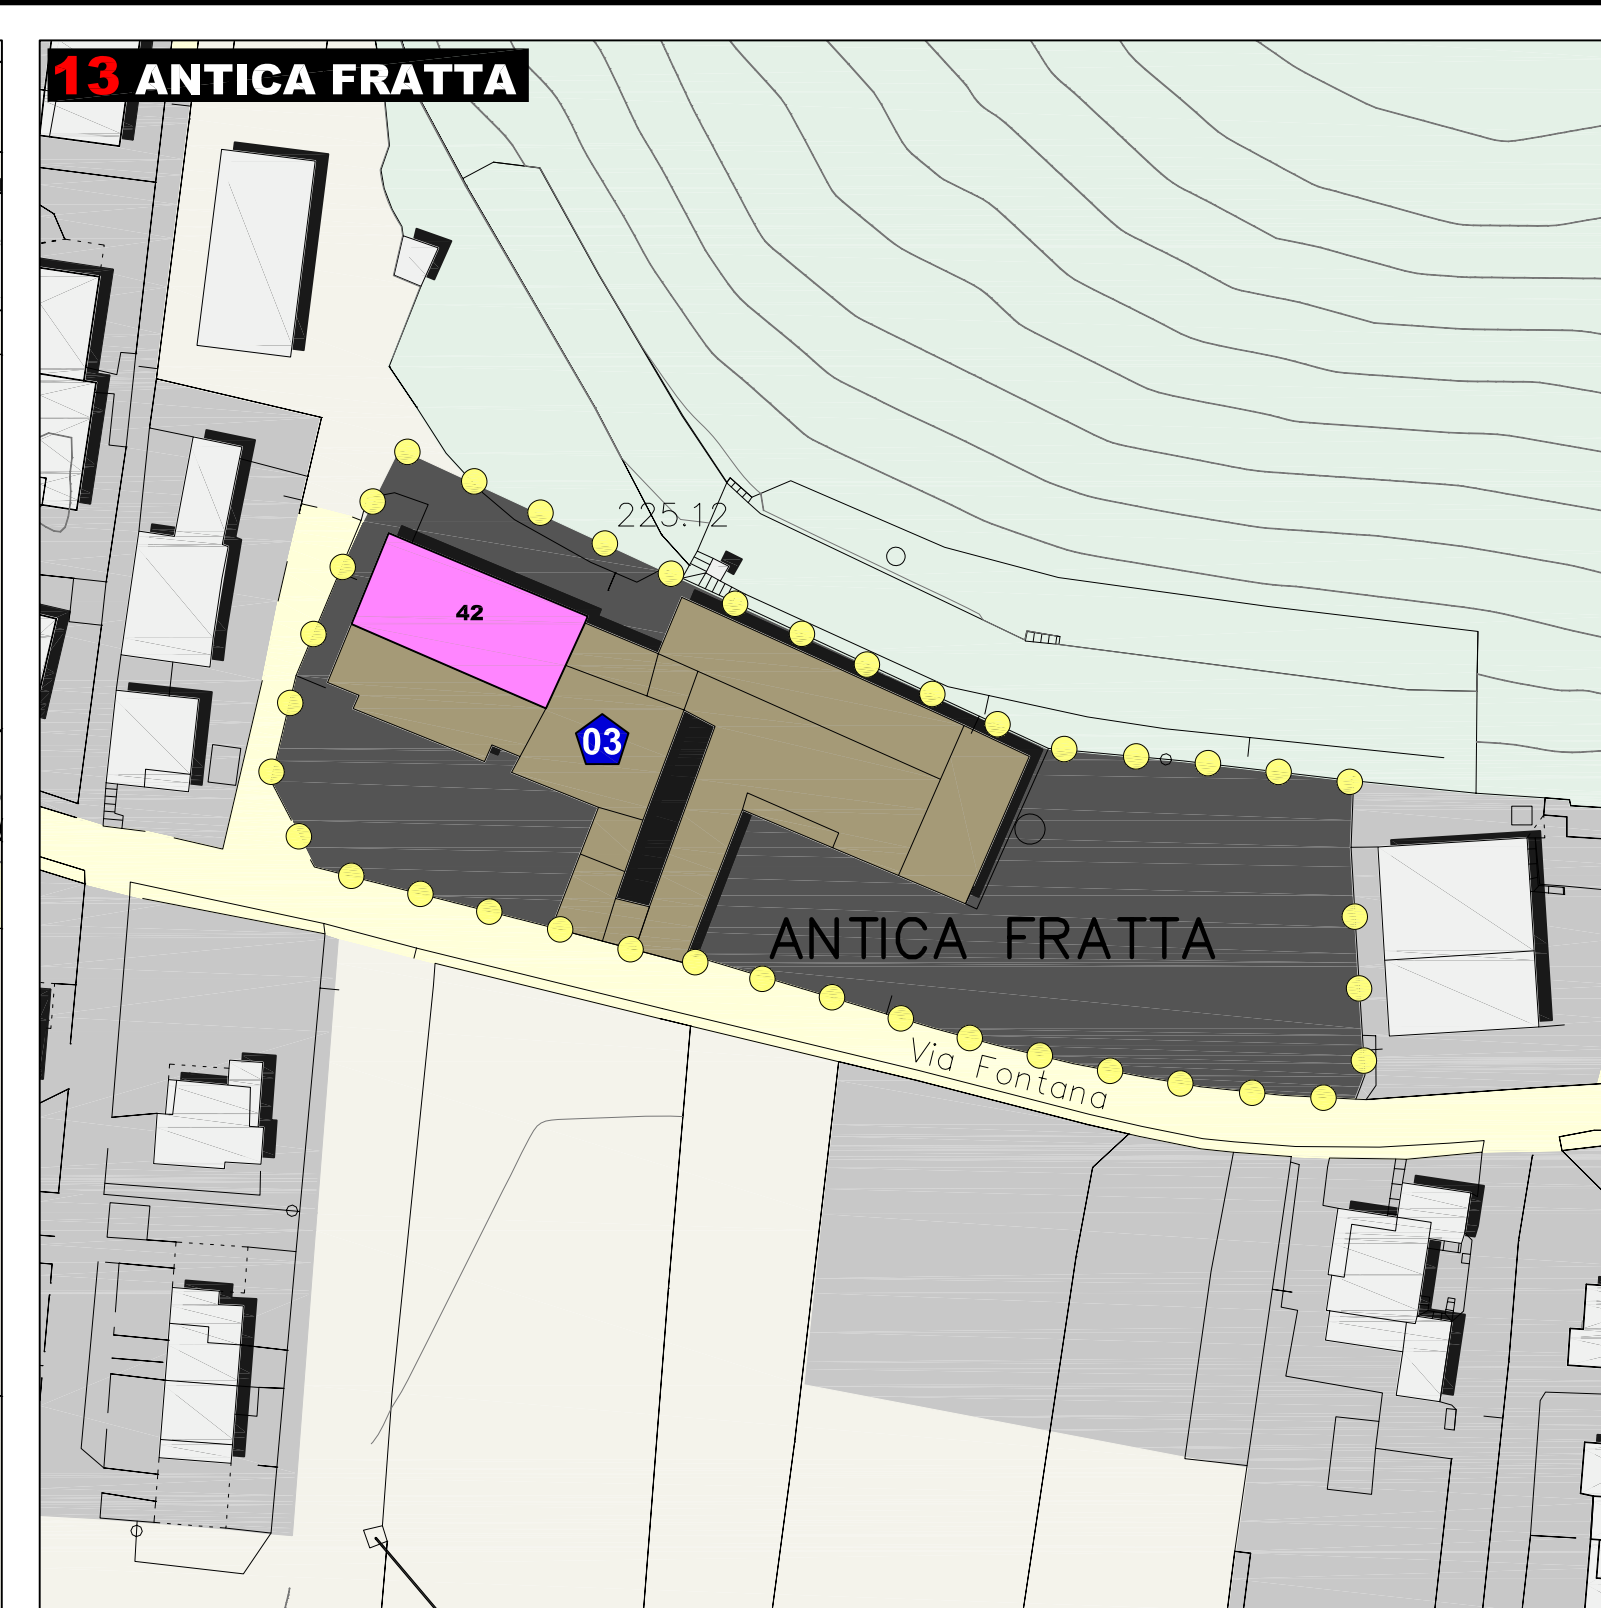 13 ANTICA FRATTA
225.12
42
03
ANTICA FRATTA
Via Fontana